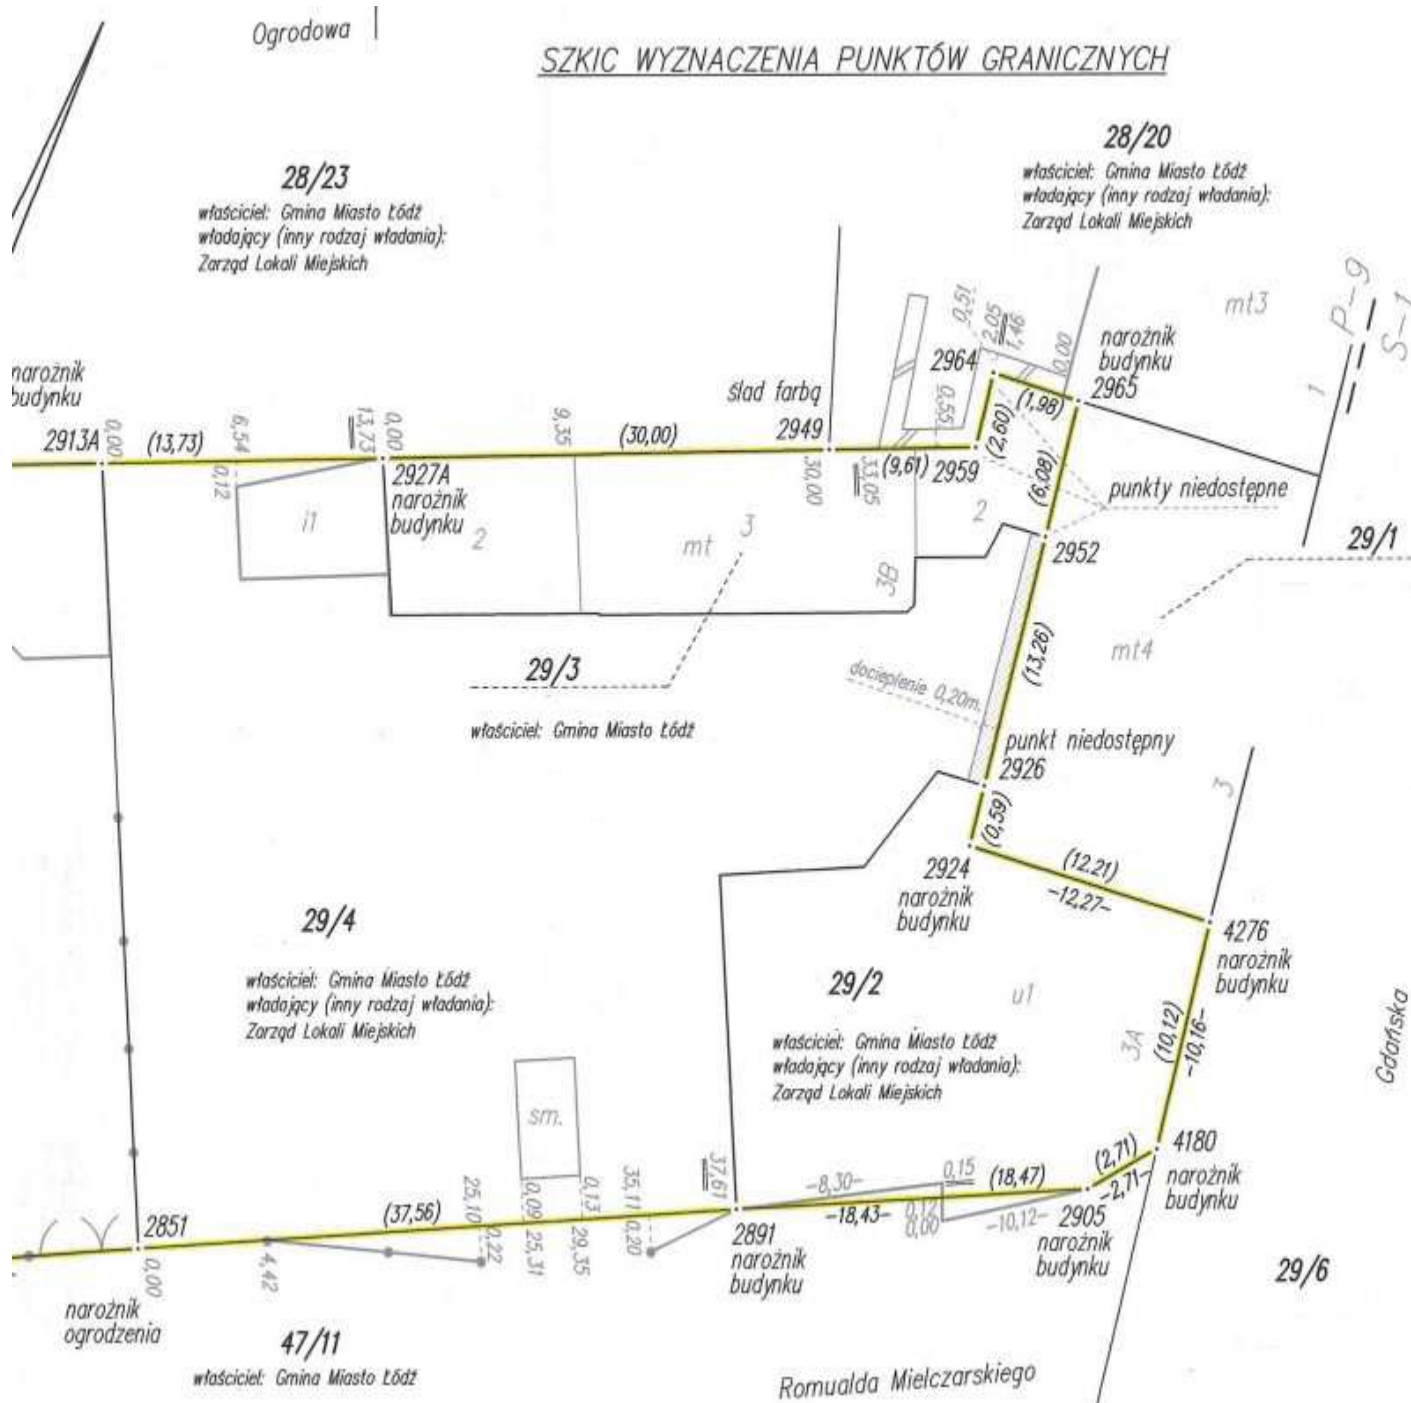 Ogrodowa
SZKIC WYZNACZENIA PUNKTÓW GRANICZNYCH
28/20
właściciel: Gmina Miasto Łódź
władający (inny rodzaj władania):
Zarząd Lokali Miejskich
28/23
właściciel: Gmina Miasto Łódź
władający (inny rodzaj władania):
Zarząd Lokali Miejskich
mt3
P-9
S-1
1
0,51
2,05
1,46
0,00
2964
narożnik
budynku
2965
narożnik
budynku
ślad farbą
2913A
0,00
(13,73)
6,54
0,12
13,73
0,00
2927A
narożnik
budynku
9,35
(30,00)
2949
30,00
33,05
(9,61)
0,55
2959
(2,60)
(1,98)
(6,08)
punkty niedostępne
i1
2
mt
3
3B
2
2952
29/1
mt4
(13,26)
docieplenie 0,20m.
29/3
właściciel: Gmina Miasto Łódź
punkt niedostępny
2926
(0,59)
3
2924
narożnik
budynku
(12.21)
-12,27-
4276
narożnik
budynku
29/4
właściciel: Gmina Miasto Łódź
władający (inny rodzaj władania):
Zarząd Lokali Miejskich
29/2
właściciel: Gmina Miasto Łódź
władający (inny rodzaj władania):
Zarząd Lokali Miejskich
u1
3A
(10,12)
-10,16-
Gdańska
sm.
4180
narożnik
budynku
(2,71)
-2,71-
2851
0,00
4,42
(37,56)
25,10
0,22
0,09
25,31
0,13
29,35
35,11
0,20
37,61
2891
narożnik
budynku
-8,30-
-18,43-
0,15
0,12
0,00
(18,47)
-10,12-
2905
narożnik
budynku
29/6
narożnik
ogrodzenia
47/11
właściciel: Gmina Miasto Łódź
Romualda Mielczarskiego